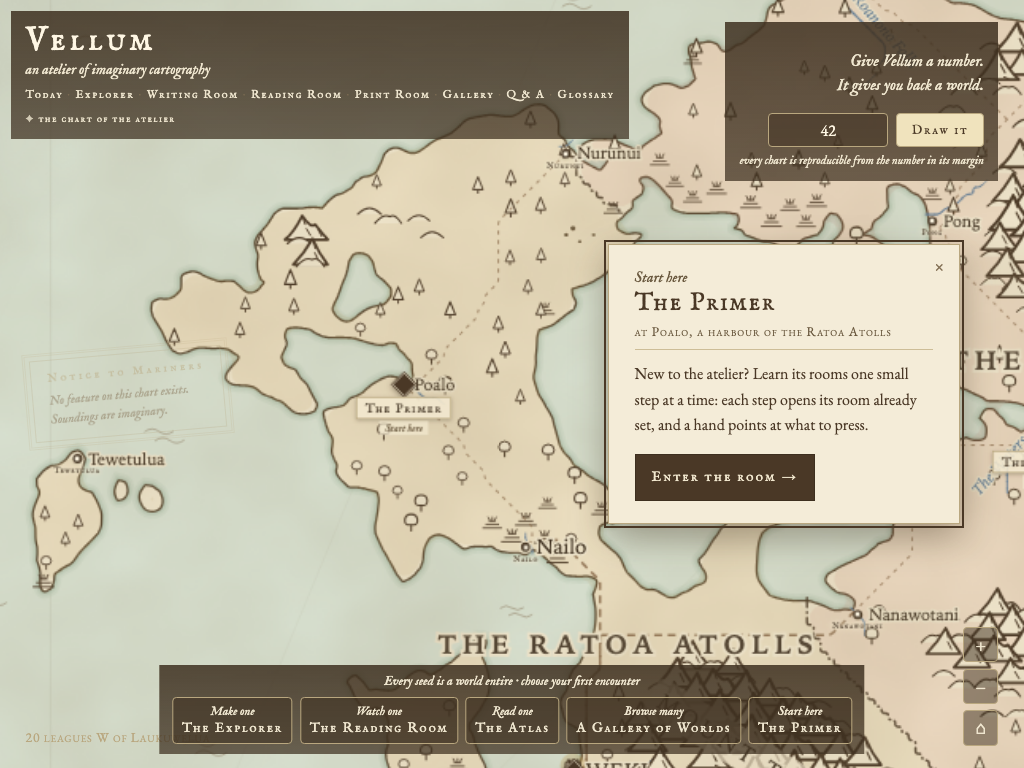 Vellum
an atelier of imaginary cartography
Today · Explorer · Writing Room · Reading Room · Print Room · Gallery · Q & A · Glossary
✦ the chart of the atelier
Give Vellum a number.
It gives you back a world.
42
Draw it
every chart is reproducible from the number in its margin
Nurunui
Nurunui
Pong
Pong
×
Start here
The Primer
at Poalo, a harbour of the Ratoa Atolls
New to the atelier? Learn its rooms one small
step at a time: each step opens its room already
set, and a hand points at what to press.
Enter the room →
THE
Notice to Mariners
No feature on this chart exists.
Soundings are imaginary.
Poalo
The Primer
Start here
Tewetulua
Tewetulua
The
Nailo
Nailo
Nanawotani
Nanawotani
THE RATOA ATOLLS
+
−
⌂
Every seed is a world entire · choose your first encounter
Make one
The Explorer
Watch one
The Reading Room
Read one
The Atlas
Browse many
A Gallery of Worlds
Start here
The Primer
20 leagues W of